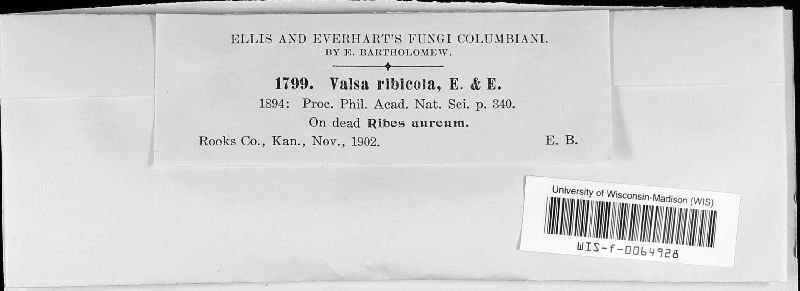 ELLIS AND EVERHART'S FUNGI COLUMBIANI.
BY E. BARTHOLOMEW.
1799. Valsa ribicola, E. & E.
1894: Proc. Phil. Acad. Nat. Sci. p. 340.
On dead Ribes aureum.
Rooks Co., Kan., Nov., 1902. E. B.
University of Wisconsin-Madison (WIS)
WIS-f-0064928